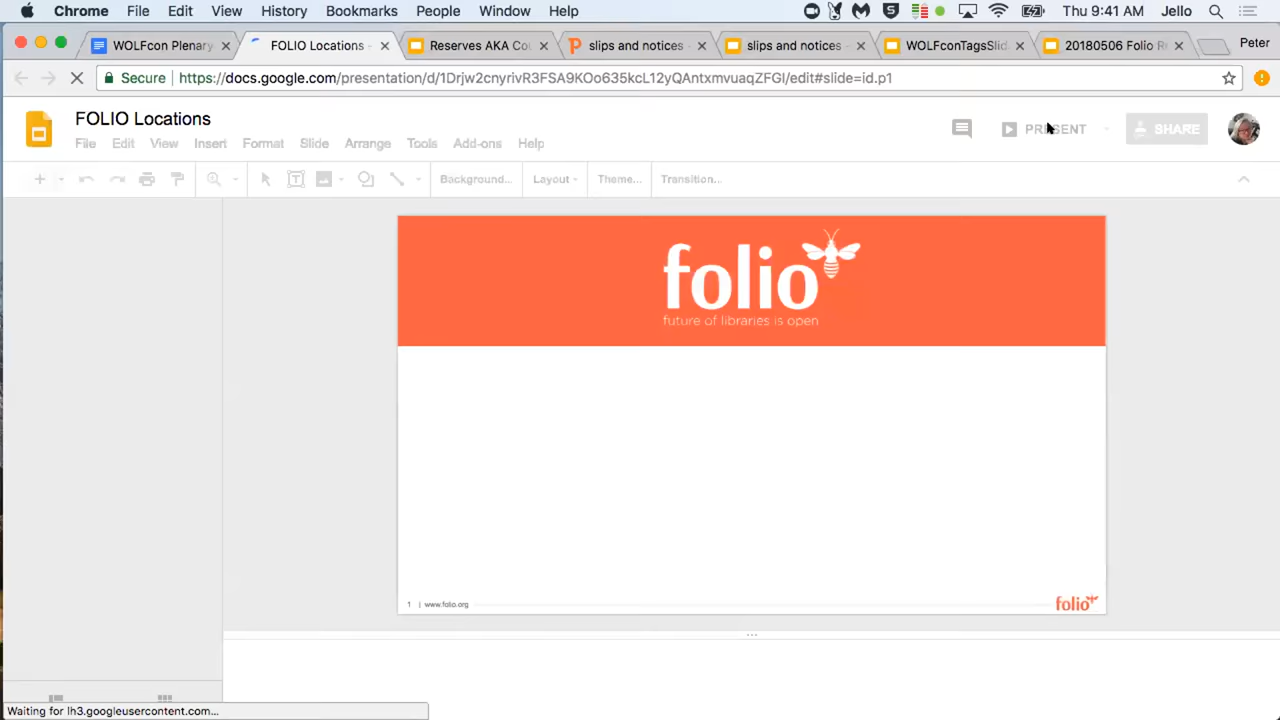 Chrome File Edit View History Bookmarks People Window Help Thu 9:41 AM Jello
WOLFcon Plenary FOLIO Locations - Reserves AKA Co slips and notices - slips and notices - WOLFconTagsSlid 20180506 Folio R Peter
Secure https://docs.google.com/presentation/d/1Drjw2cnyrivR3FSA9KOo635kcL12yQAntxmvuaqZFGI/edit#slide=id.p1
FOLIO Locations
File Edit View Insert Format Slide Arrange Tools Add-ons Help
PRESENT SHARE
Background... Layout Theme... Transition...
folio
future of libraries is open
1 | www.folio.org folio
Waiting for lh3.googleusercontent.com...